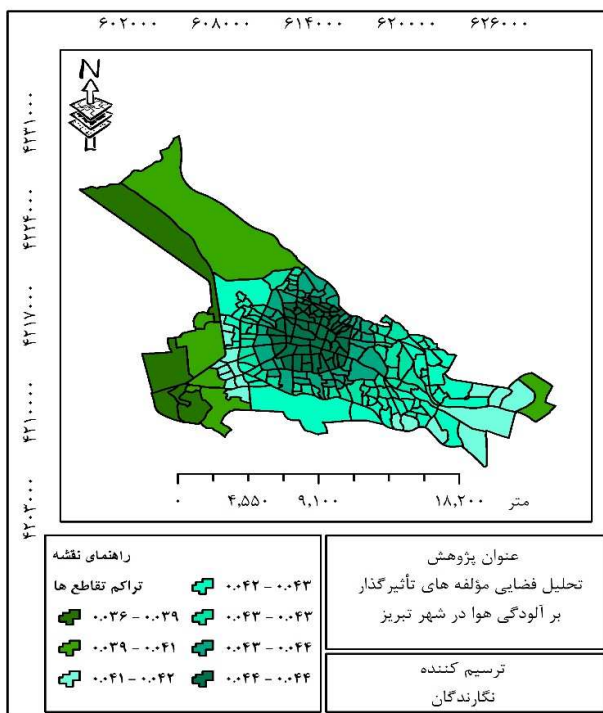 ۶۰۲۰۰۰ ۶۰۸۰۰۰ ۶۱۴۰۰۰ ۶۲۰۰۰۰ ۶۲۶۰۰۰
۴۲۳۱۰۰۰
۴۲۲۴۰۰۰
۴۲۱۷۰۰۰
۴۲۱۰۰۰۰
۴۲۰۳۰۰۰
N
۰ ۴,۵۵۰ ۹,۱۰۰ ۱۸,۲۰۰ متر
راهنمای نقشه
تراکم تقاطع ها
۰.۰۳۶ - ۰.۰۳۹
۰.۰۳۹ - ۰.۰۴۱
۰.۰۴۱ - ۰.۰۴۲
۰.۰۴۲ - ۰.۰۴۳
۰.۰۴۳ - ۰.۰۴۳
۰.۰۴۳ - ۰.۰۴۴
۰.۰۴۴ - ۰.۰۴۴
عنوان پژوهش
تحلیل فضایی مؤلفه های تأثیرگذار
بر آلودگی هوا در شهر تبریز
ترسیم کننده
نگارندگان